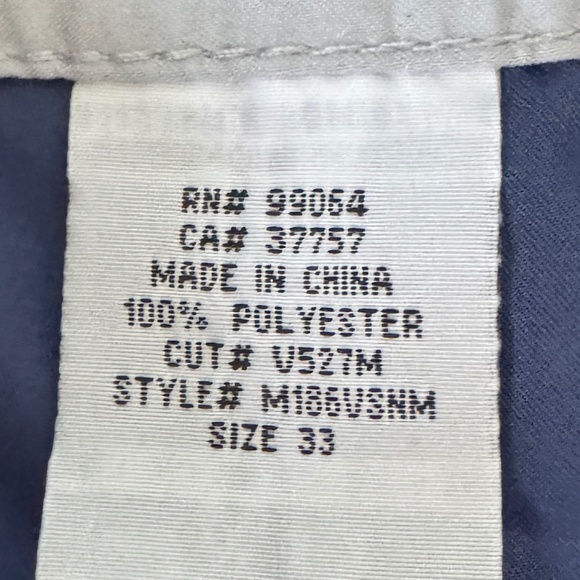 RN# 99064
CA# 37757
MADE IN CHINA
100% POLYESTER
CUT# V527M
STYLE# M186VSNM
SIZE 33